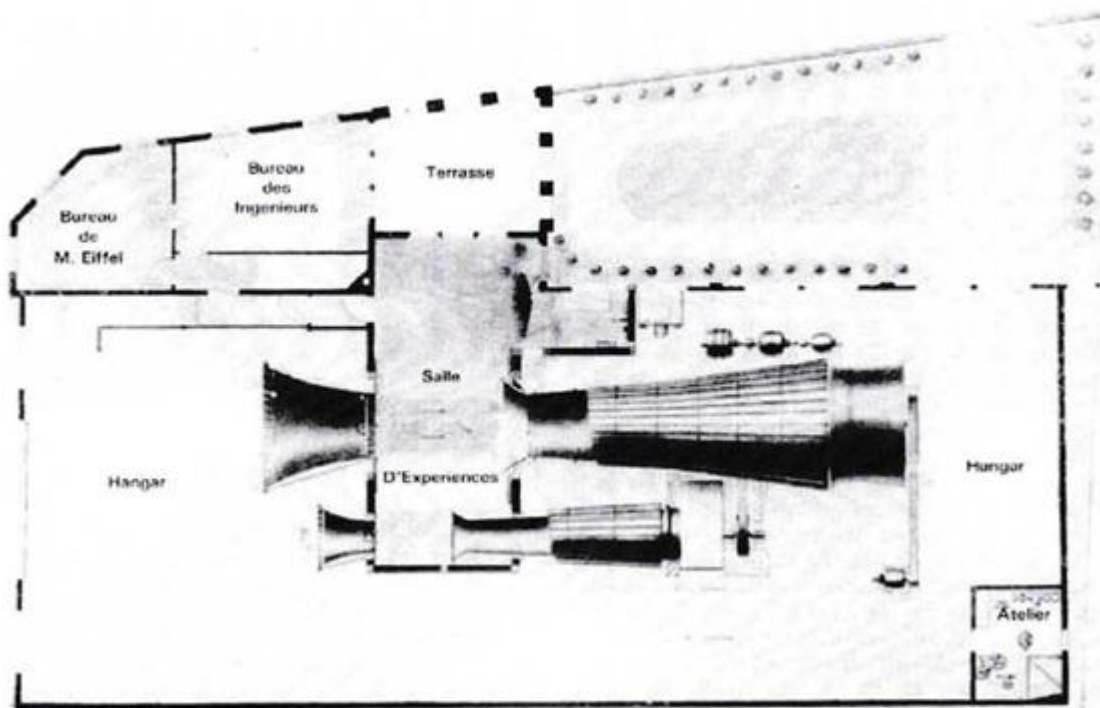 Bureau
de
M. Eiffel
Bureau
des
Ingenieurs
Terrasse
Salle
D'Experiences
Hangar
Hangar
Atelier